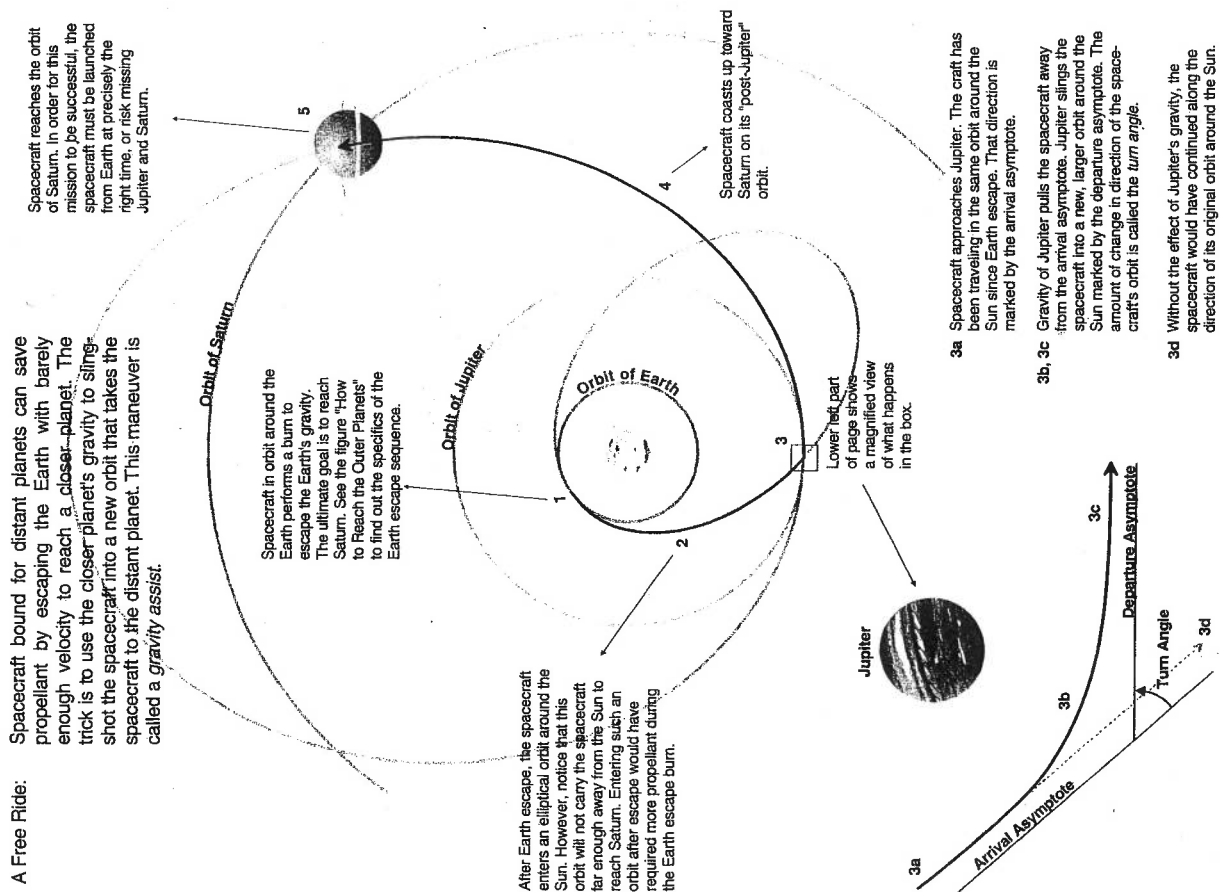 A Free Ride:
Spacecraft bound for distant planets can save
propellant by escaping the Earth with barely
enough velocity to reach a closer planet. The
trick is to use the closer planet's gravity to sling-
shot the spacecraft into a new orbit that takes the
spacecraft to the distant planet. This maneuver is
called a gravity assist.
Spacecraft reaches the orbit
of Saturn. In order for this
mission to be successful, the
spacecraft must be launched
from Earth at precisely the
right time, or risk missing
Jupiter and Saturn.
5
Orbit of Saturn
Spacecraft in orbit around the
Earth performs a burn to
escape the Earth's gravity.
The ultimate goal is to reach
Saturn. See the figure "How
to Reach the Outer Planets"
to find out the specifics of the
Earth escape sequence.
Orbit of Jupiter
Orbit of Earth
1
2
3
4
Spacecraft coasts up toward
Saturn on its "post-Jupiter"
orbit.
After Earth escape, the spacecraft
enters an elliptical orbit around the
Sun. However, notice that this
orbit will not carry the spacecraft
far enough away from the Sun to
reach Saturn. Entering such an
orbit after escape would have
required more propellant during
the Earth escape burn.
Lower left part
of page shows
a magnified view
of what happens
in the box.
Jupiter
3a
Arrival Asymptote
3b
3c
Departure Asymptote
Turn Angle
3d
3a Spacecraft approaches Jupiter. The craft has
been traveling in the same orbit around the
Sun since Earth escape. That direction is
marked by the arrival asymptote.
3b, 3c Gravity of Jupiter pulls the spacecraft away
from the arrival asymptote. Jupiter slings the
spacecraft into a new, larger orbit around the
Sun marked by the departure asymptote. The
amount of change in direction of the space-
craft's orbit is called the turn angle.
3d Without the effect of Jupiter's gravity, the
spacecraft would have continued along the
direction of its original orbit around the Sun.